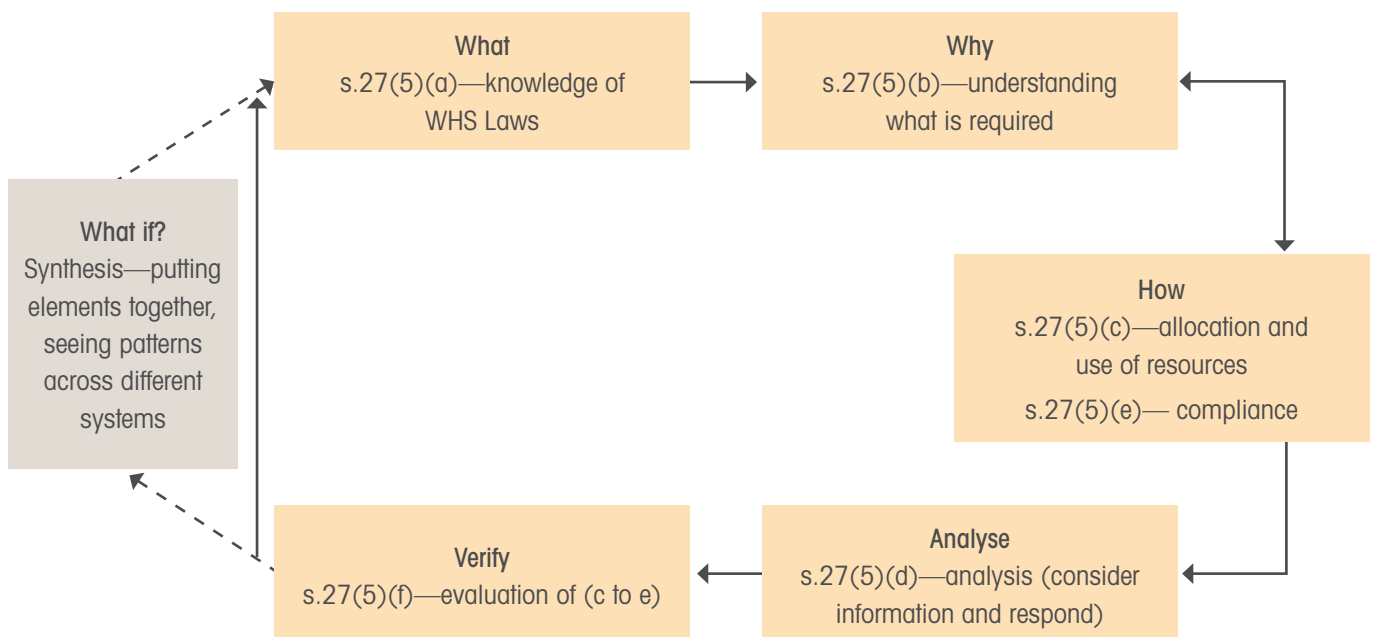 What
s.27(5)(a)—knowledge of
WHS Laws
Why
s.27(5)(b)—understanding
what is required
How
s.27(5)(c)—allocation and
use of resources
s.27(5)(e)— compliance
Analyse
s.27(5)(d)—analysis (consider
information and respond)
Verify
s.27(5)(f)—evaluation of (c to e)
What if?
Synthesis—putting
elements together,
seeing patterns
across different
systems